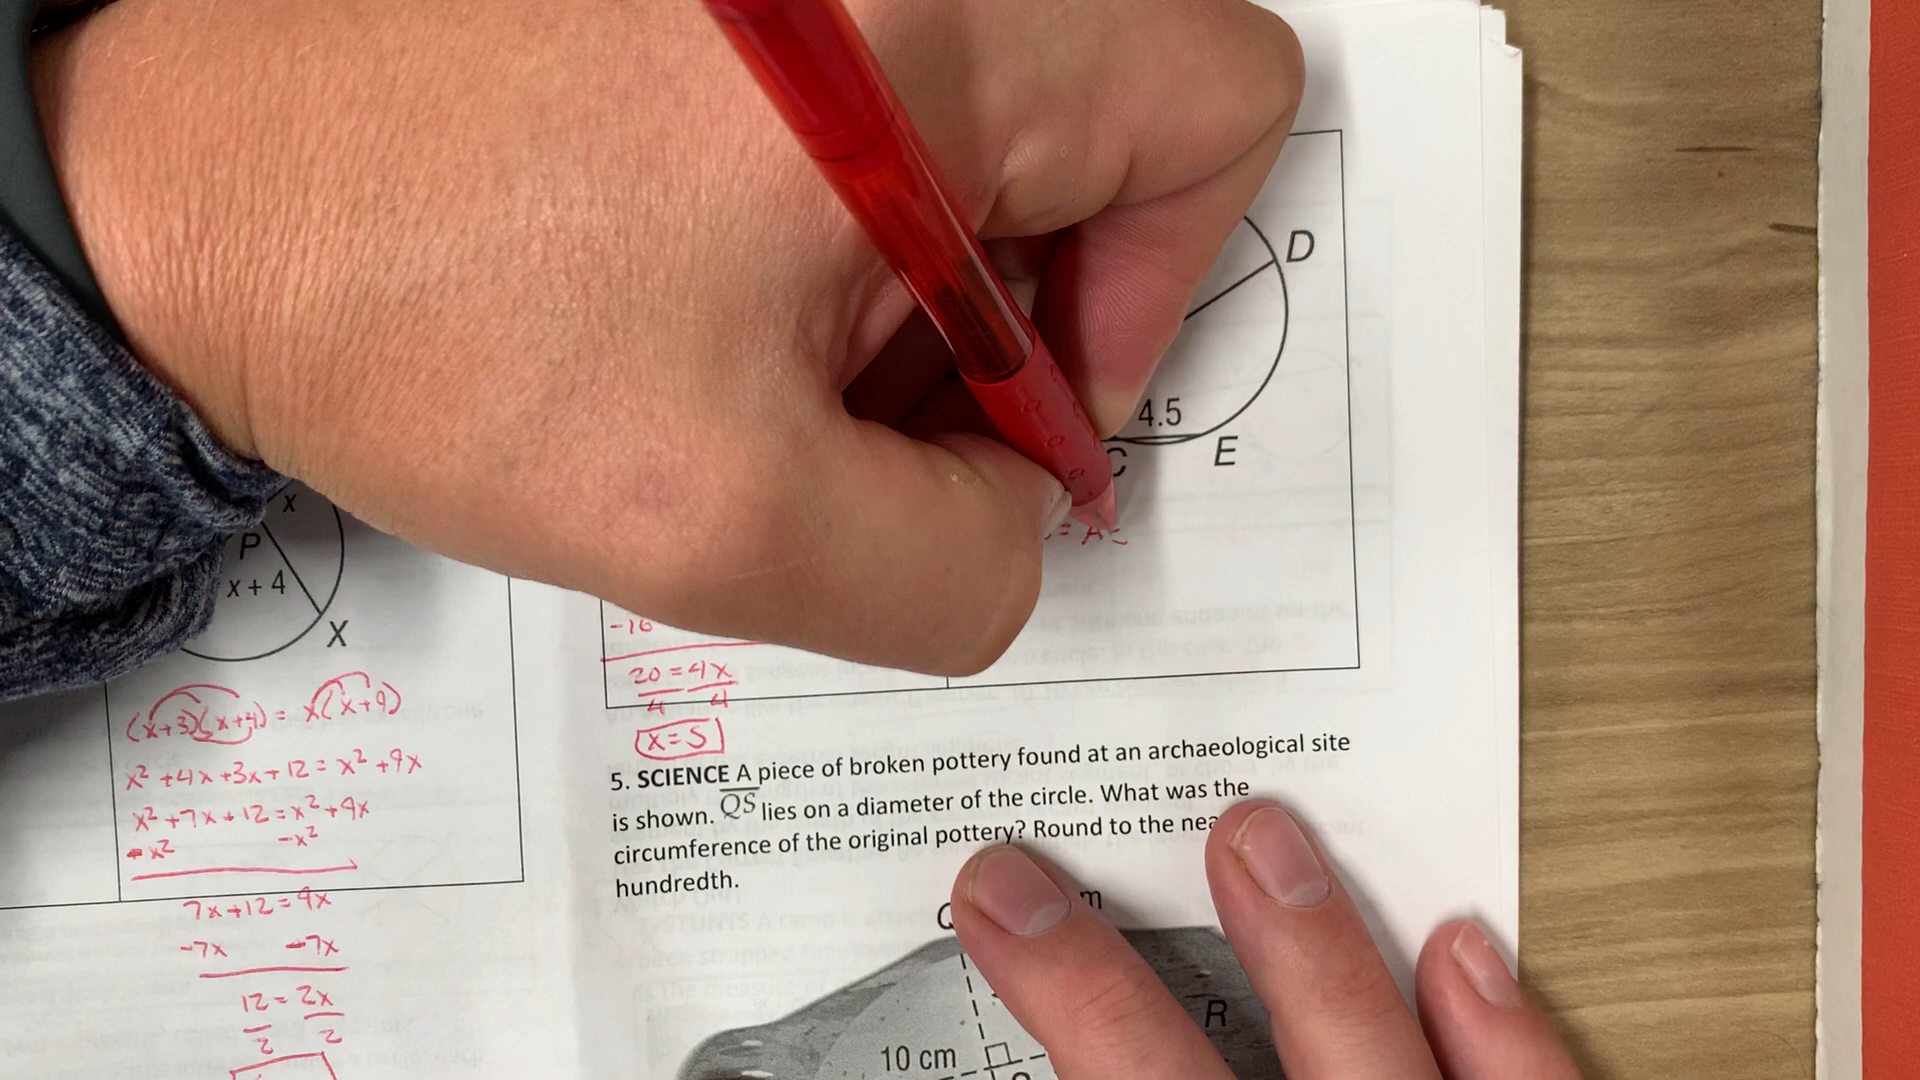 x
P
x + 4
X
(x+3)(x+4) = x(x+9)
x² +4x +3x + 12 = x² +9x
x² +7x + 12 = x² + 9x
- x² -x²
7x+12 = 9x
-7x -7x
12 = 2x
2 2
D
4.5
C E
= AC
-16
20 = 4x
4 4
x = 5
5. SCIENCE A piece of broken pottery found at an archaeological site
is shown. QS lies on a diameter of the circle. What was the
circumference of the original pottery? Round to the
hundredth.
Q m
R
10 cm